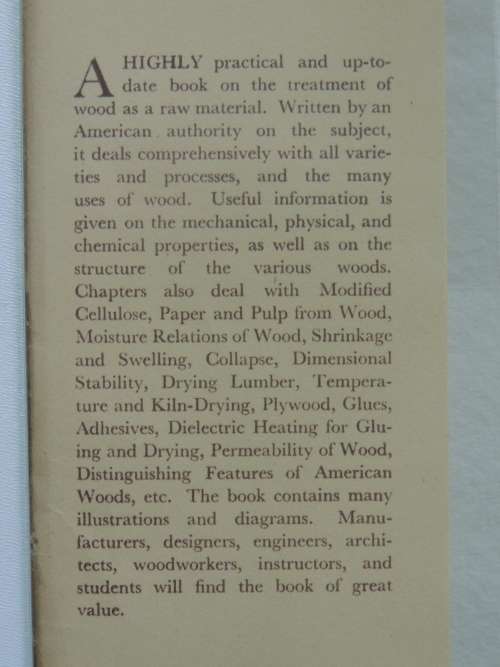 A HIGHLY practical and up-to-
date book on the treatment of
wood as a raw material. Written by an
American authority on the subject,
it deals comprehensively with all varie-
ties and processes, and the many
uses of wood. Useful information is
given on the mechanical, physical, and
chemical properties, as well as on the
structure of the various woods.
Chapters also deal with Modified
Cellulose, Paper and Pulp from Wood,
Moisture Relations of Wood, Shrinkage
and Swelling, Collapse, Dimensional
Stability, Drying Lumber, Tempera-
ture and Kiln-Drying, Plywood, Glues,
Adhesives, Dielectric Heating for Glu-
ing and Drying, Permeability of Wood,
Distinguishing Features of American
Woods, etc. The book contains many
illustrations and diagrams. Manu-
facturers, designers, engineers, archi-
tects, woodworkers, instructors, and
students will find the book of great
value.